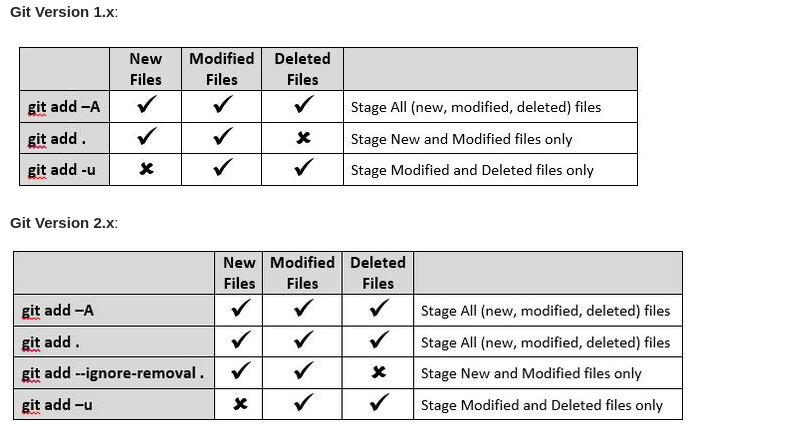 Git Version 1.x:
New Files Modified Files Deleted Files
git add –A ✓ ✓ ✓ Stage All (new, modified, deleted) files
git add . ✓ ✓ ✗ Stage New and Modified files only
git add -u ✗ ✓ ✓ Stage Modified and Deleted files only
Git Version 2.x:
New Files Modified Files Deleted Files
git add –A ✓ ✓ ✓ Stage All (new, modified, deleted) files
git add . ✓ ✓ ✓ Stage All (new, modified, deleted) files
git add --ignore-removal . ✓ ✓ ✗ Stage New and Modified files only
git add –u ✗ ✓ ✓ Stage Modified and Deleted files only